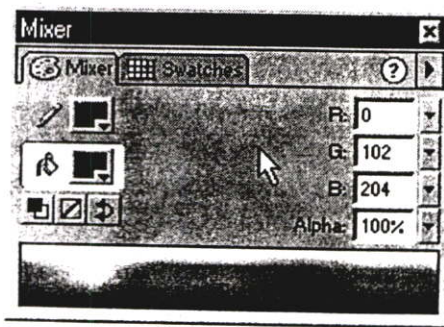 Mixer
Mixer Swatches ?
R: 0
G: 102
B: 204
Alpha: 100%